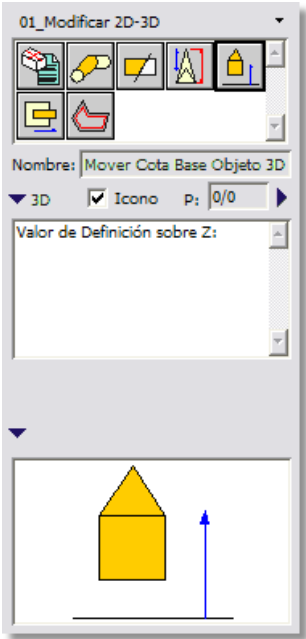 01_Modificar 2D-3D
Nombre: Mover Cota Base Objeto 3D
3D Icono P: 0/0
Valor de Definición sobre Z: